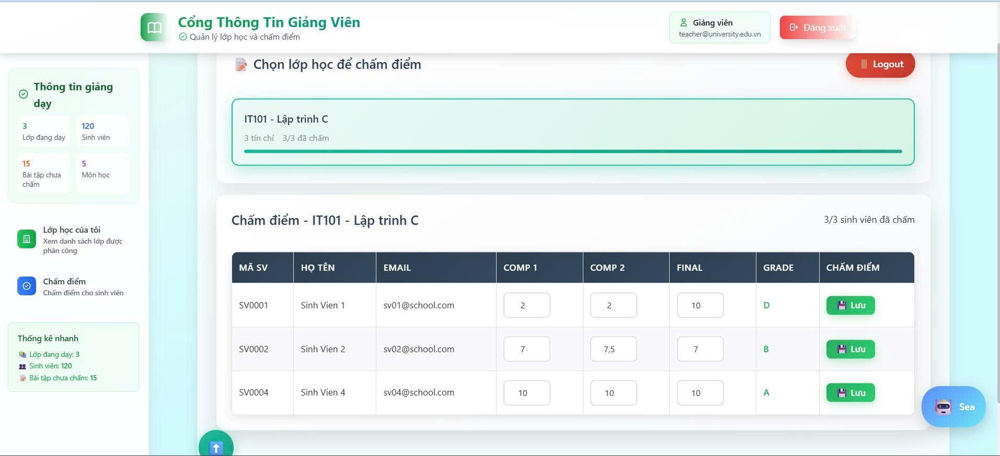 Cổng Thông Tin Giảng Viên
Quản lý lớp học và chấm điểm
Giảng viên
teacher@university.edu.vn
Đăng xuất
Thông tin giảng
dạy
3
Lớp đang dạy
120
Sinh viên
15
Bài tập chưa
chấm
5
Môn học
Lớp học của tôi
Xem danh sách lớp được
phân công
Chấm điểm
Chấm điểm cho sinh viên
Thống kê nhanh
Lớp đang dạy: 3
Sinh viên: 120
Bài tập chưa chấm: 15
Chọn lớp học để chấm điểm
Logout
IT101 - Lập trình C
3 tín chỉ 3/3 đã chấm
Chấm điểm - IT101 - Lập trình C
3/3 sinh viên đã chấm
MÃ SV HỌ TÊN EMAIL COMP 1 COMP 2 FINAL GRADE CHẤM ĐIỂM
SV0001 Sinh Vien 1 sv01@school.com 2 2 10 D Lưu
SV0002 Sinh Vien 2 sv02@school.com 7 7,5 7 B Lưu
SV0004 Sinh Vien 4 sv04@school.com 10 10 10 A Lưu
Sea